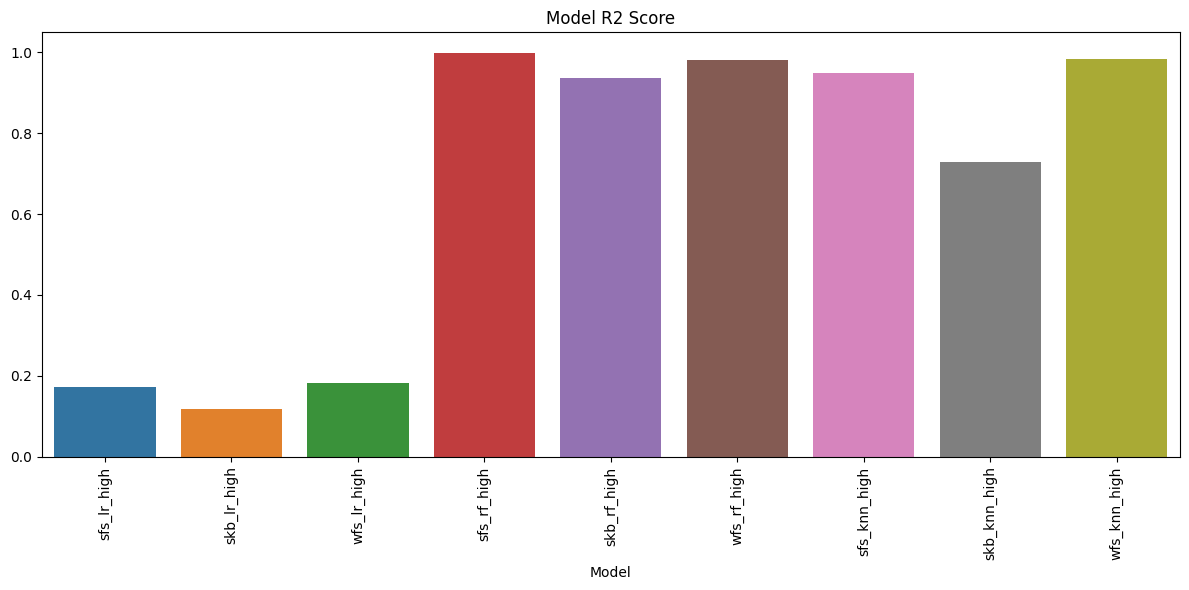 Model R2 Score
1.0
0.8
0.6
0.4
0.2
0.0
sfs_lr_high
skb_lr_high
wfs_lr_high
sfs_rf_high
skb_rf_high
wfs_rf_high
sfs_knn_high
skb_knn_high
wfs_knn_high
Model